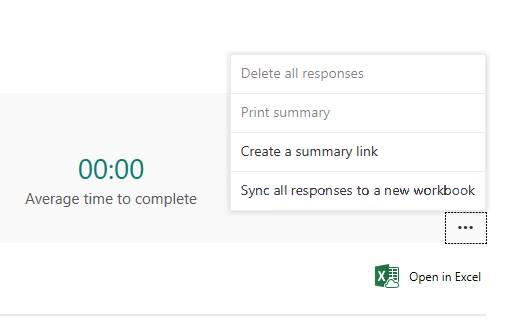 Delete all responses
Print summary
Create a summary link
Sync all responses to a new workbook
00:00
Average time to complete
Open in Excel